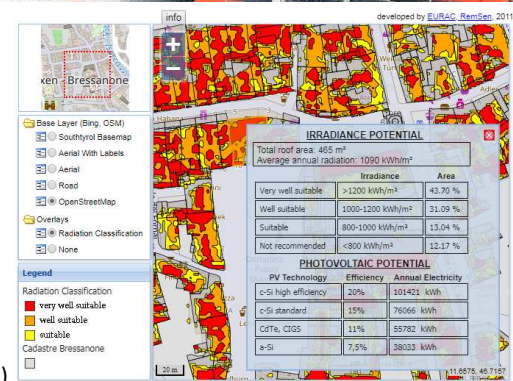 info
developed by EURAC, RemSen, 2011
+
−
xen - Bressanone
Base Layer (Bing, OSM)
Southtyrol Basemap
Aerial With Labels
Aerial
Road
OpenStreetMap
Overlays
Radiation Classification
None
Legend
Radiation Classification
very well suitable
well suitable
suitable
Cadastre Bressanone
IRRADIANCE POTENTIAL
Total roof area: 465 m²
Average annual radiation: 1090 kWh/m²
Irradiance Area
Very well suitable >1200 kWh/m² 43.70 %
Well suitable 1000-1200 kWh/m² 31.09 %
Suitable 800-1000 kWh/m² 13.04 %
Not recommended <800 kWh/m² 12.17 %
PHOTOVOLTAIC POTENTIAL
PV Technology Efficiency Annual Electricity
c-Si high efficiency 20% 101421 kWh
c-Si standard 15% 76066 kWh
CdTe, CIGS 11% 55782 kWh
a-Si 7,5% 38033 kWh
20 m
11.6575, 46.7157
)